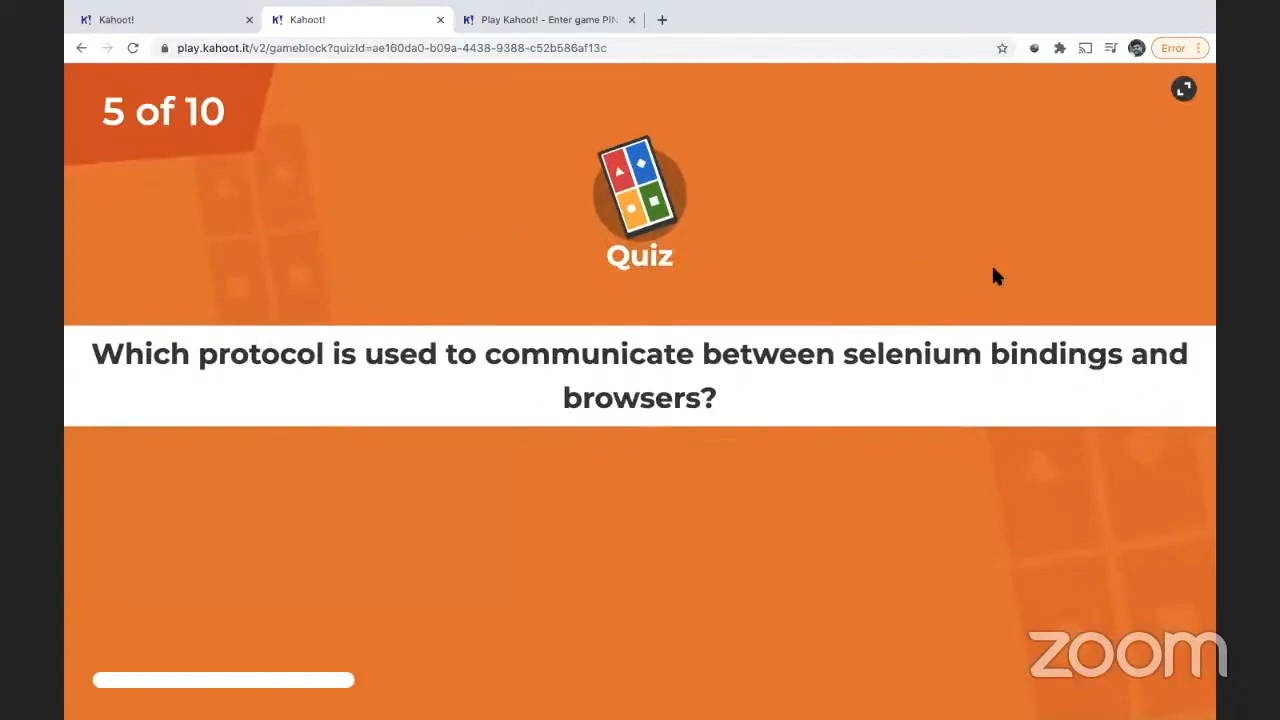 Kahoot!
Kahoot!
Play Kahoot! - Enter game PIN
play.kahoot.it/v2/gameblock?quizId=ae160da0-b09a-4438-9388-c52b586af13c
Error
5 of 10
Quiz
Which protocol is used to communicate between selenium bindings and
browsers?
zoom